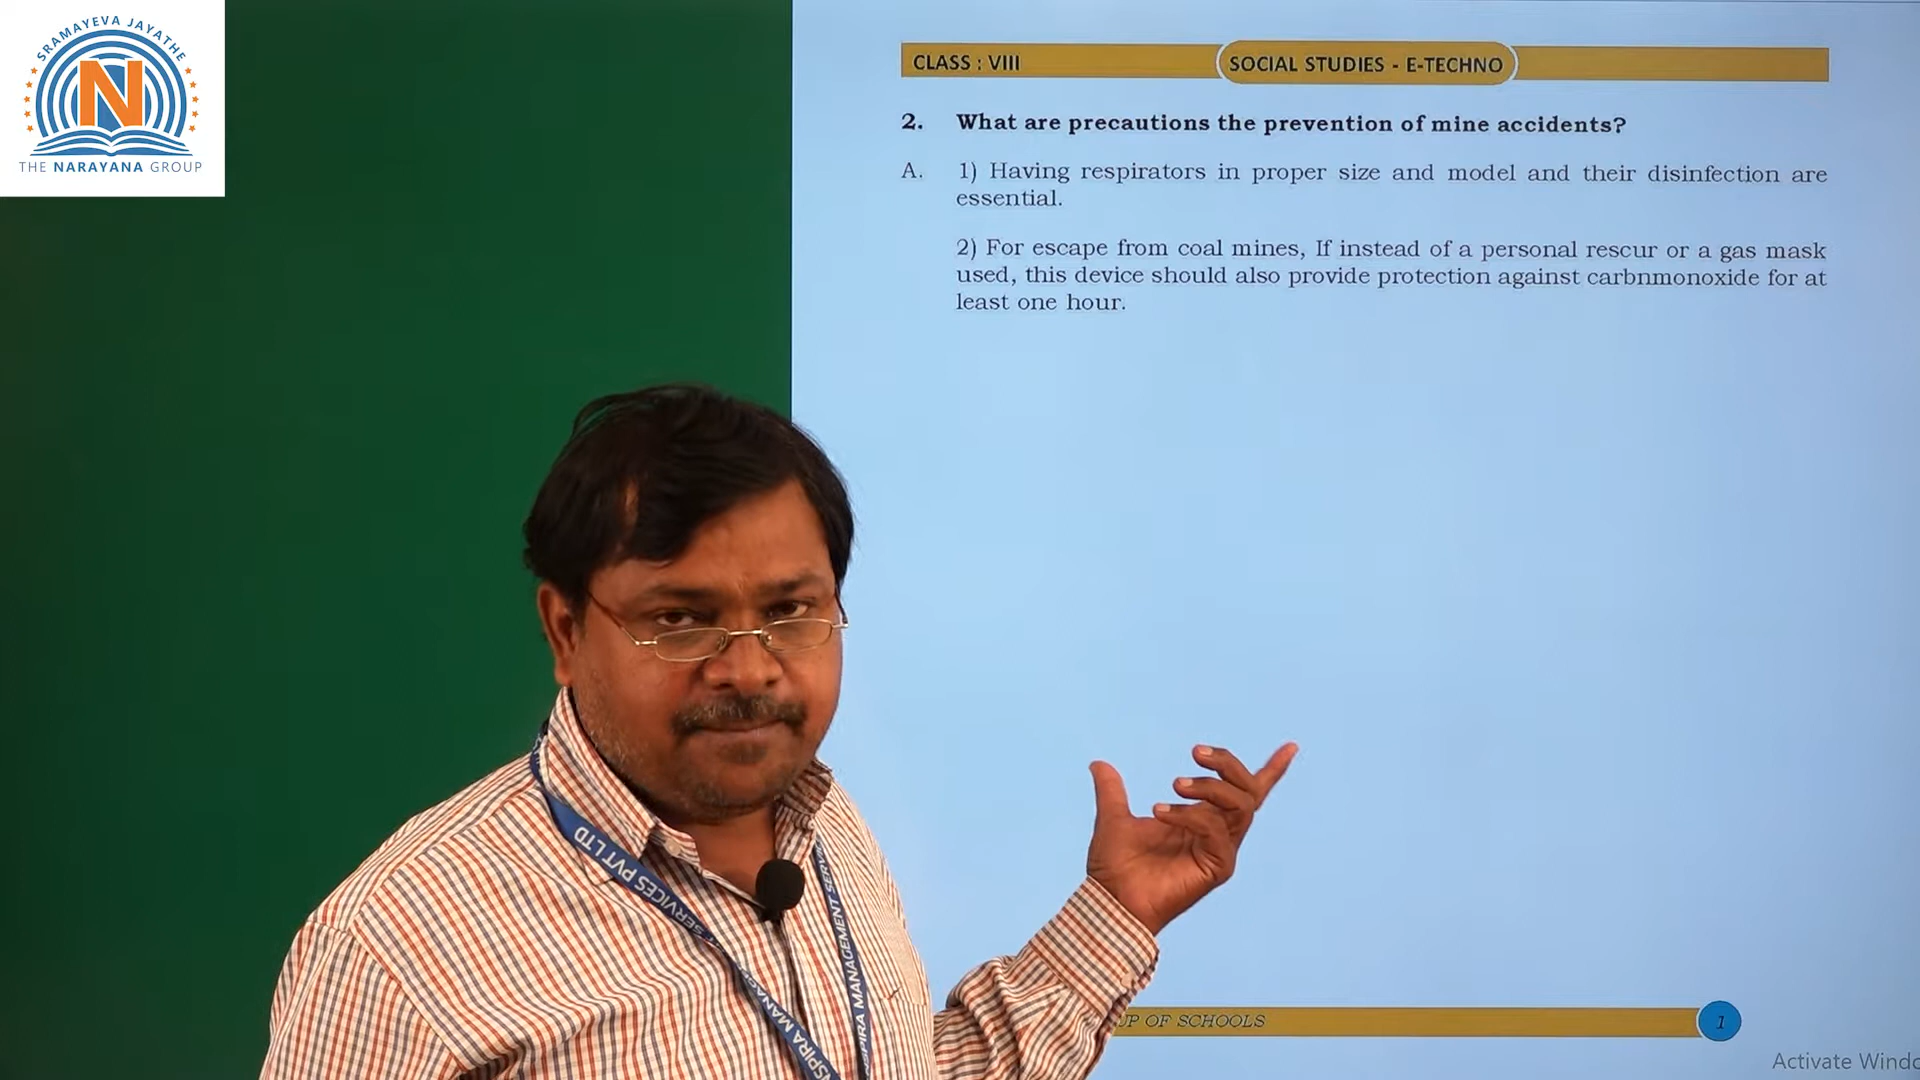 SRAMAYEVA JAYATHE
N
THE NARAYANA GROUP
CLASS : VIII
SOCIAL STUDIES - E-TECHNO
2. What are precautions the prevention of mine accidents?
A. 1) Having respirators in proper size and model and their disinfection are
essential.
2) For escape from coal mines, If instead of a personal rescur or a gas mask
used, this device should also provide protection against carbnmonoxide for at
least one hour.
SERVICES PVT LTD
INSPIRA MANAGEMENT
OF SCHOOLS
1
Activate